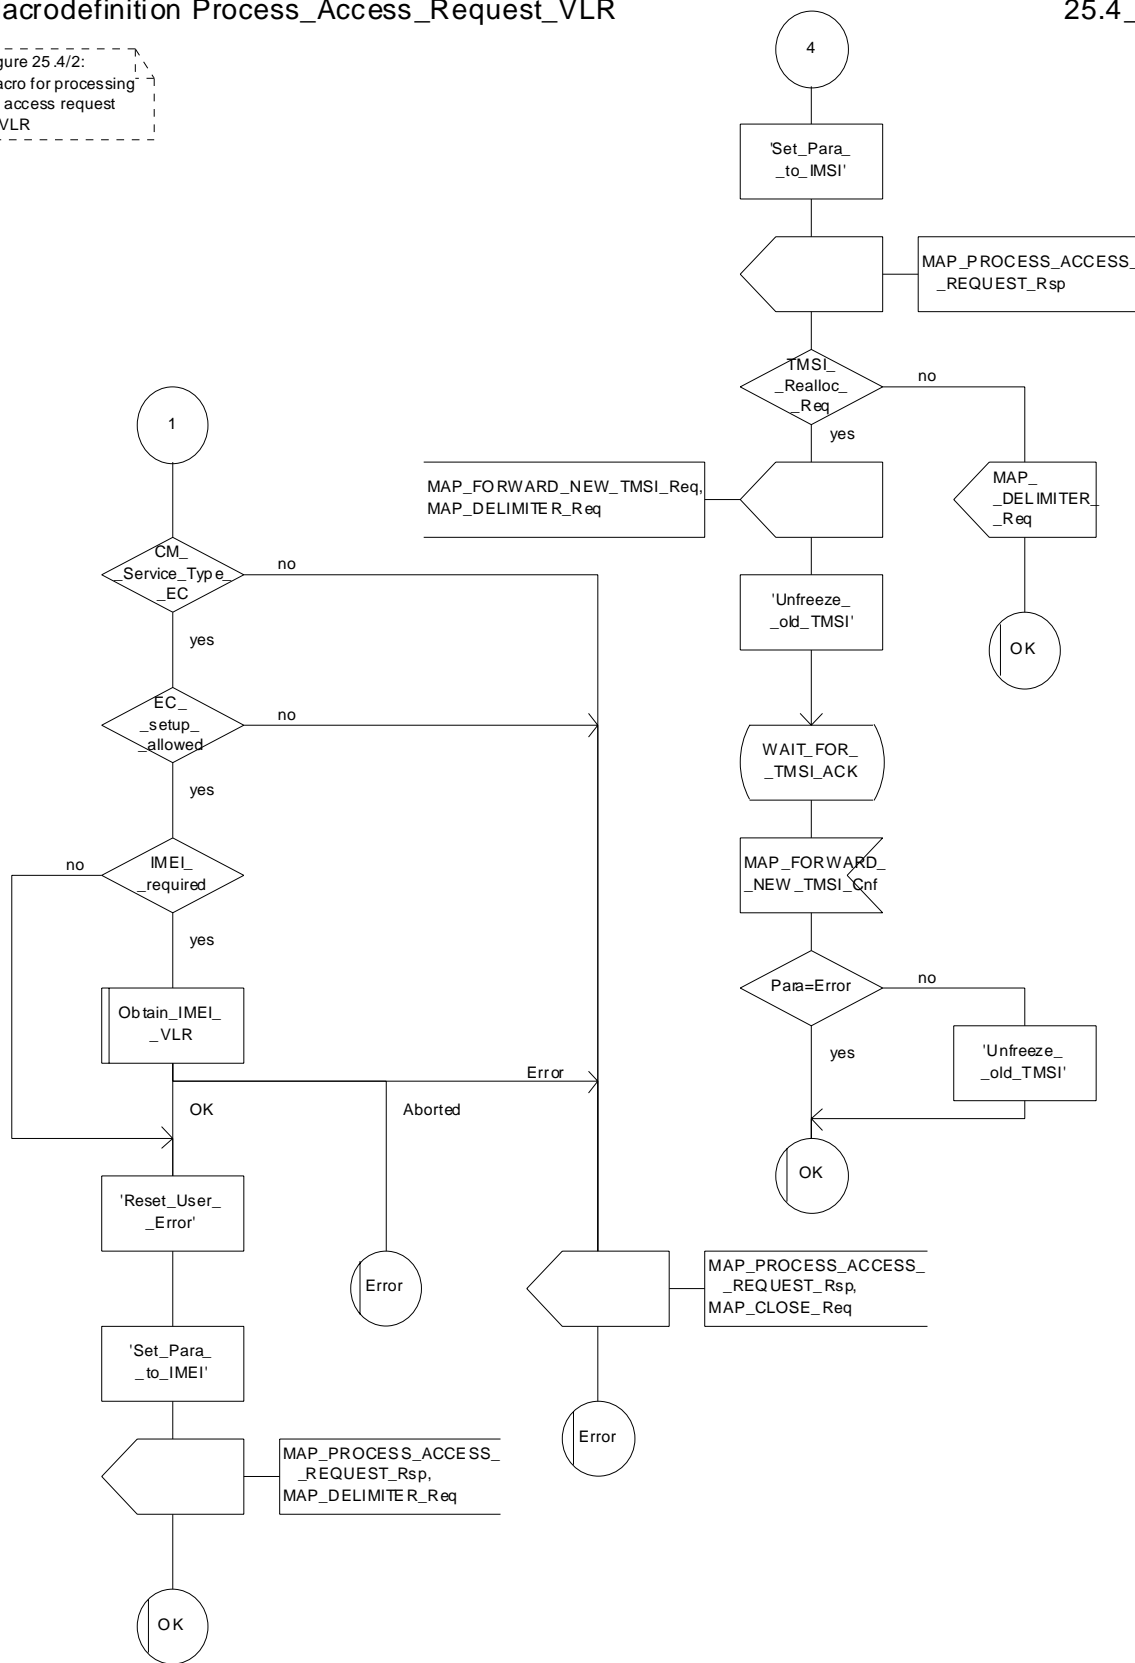 acrodefinition Process_Access_Request_VLR
25.4_
gure 25.4/2:
acro for processing
access request
VLR
4
'Set_Para_
_to_IMSI'
MAP_PROCESS_ACCESS_
_REQUEST_Rsp
TMSI_
_Realloc_
_Req
no
yes
MAP_FORWARD_NEW_TMSI_Req,
MAP_DELIMITER_Req
MAP_
_DELIMITER_
_Req
'Unfreeze_
_old_TMSI'
OK
WAIT_FOR_
_TMSI_ACK
MAP_FORWARD_
_NEW_TMSI_Cnf
Para=Error
no
yes
'Unfreeze_
_old_TMSI'
OK
1
CM_
_Service_Type_
_EC
no
yes
EC_
_setup_
_allowed
no
yes
IMEI_
_required
no
yes
Obtain_IMEI_
_VLR
Error
OK
Aborted
'Reset_User_
_Error'
Error
MAP_PROCESS_ACCESS_
_REQUEST_Rsp,
MAP_CLOSE_Req
Error
'Set_Para_
_to_IMEI'
MAP_PROCESS_ACCESS_
_REQUEST_Rsp,
MAP_DELIMITER_Req
OK